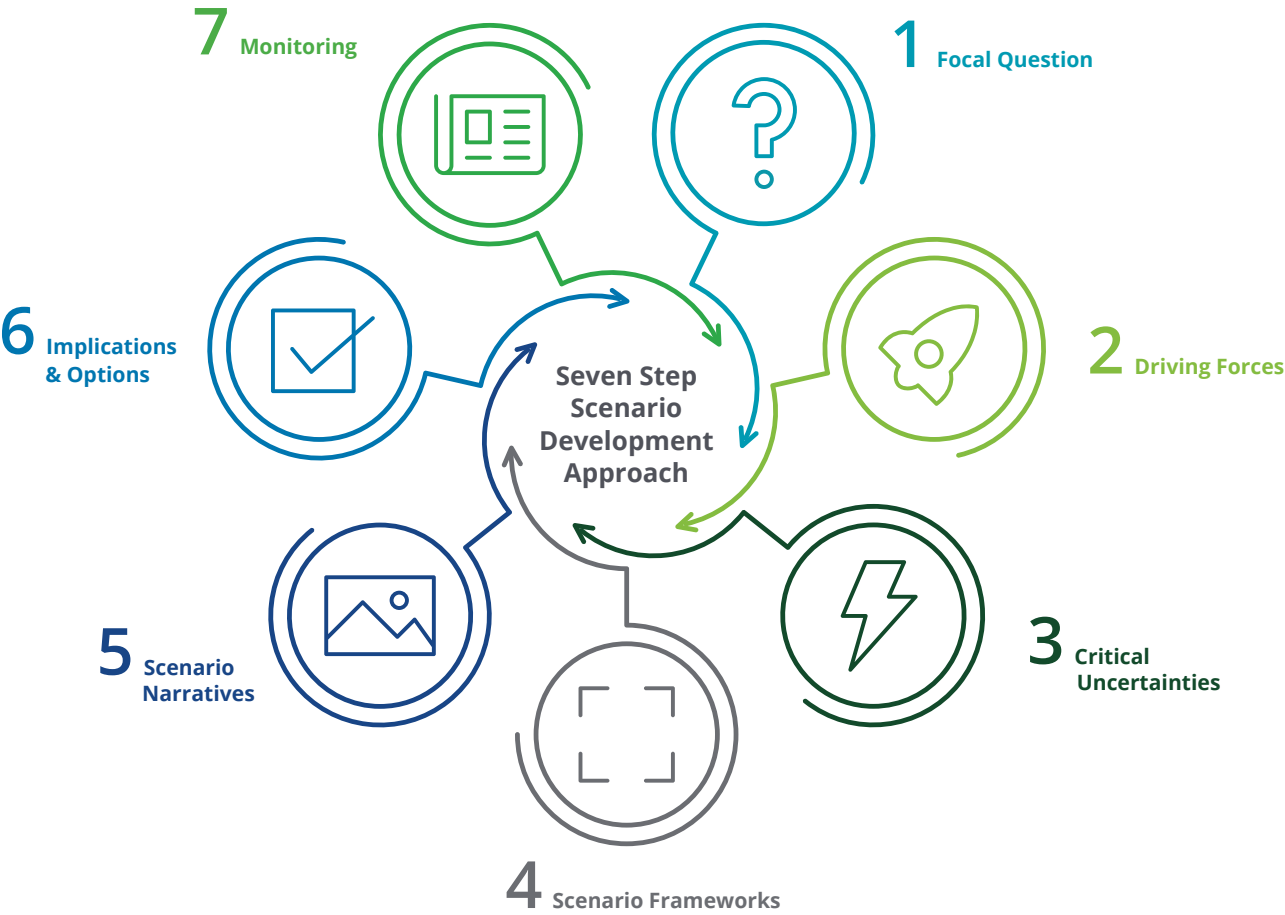 Seven Step
Scenario
Development
Approach
1 Focal Question
2 Driving Forces
3 Critical
Uncertainties
4 Scenario Frameworks
5 Scenario
Narratives
6 Implications
& Options
7 Monitoring